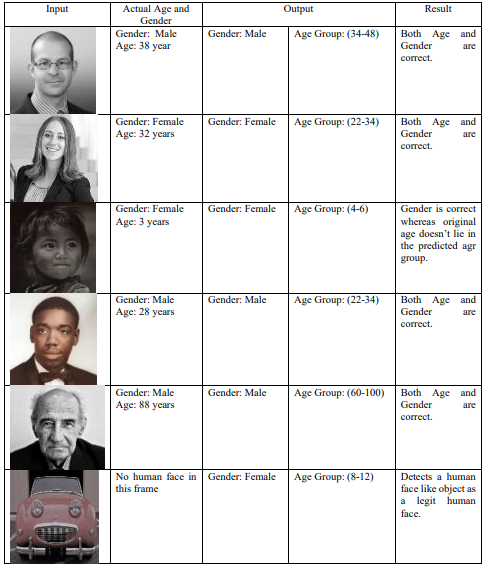 Input
Actual Age and
Gender
Output
Result
Gender: Male
Age: 38 year
Gender: Male
Age Group: (34-48)
Both Age and
Gender are
correct.
Gender: Female
Age: 32 years
Gender: Female
Age Group: (22-34)
Both Age and
Gender are
correct.
Gender: Female
Age: 3 years
Gender: Female
Age Group: (4-6)
Gender is correct
whereas original
age doesn't lie in
the predicted agr
group.
Gender: Male
Age: 28 years
Gender: Male
Age Group: (22-34)
Both Age and
Gender are
correct.
Gender: Male
Age: 88 years
Gender: Male
Age Group: (60-100)
Both Age and
Gender are
correct.
No human face in
this frame
Gender: Female
Age Group: (8-12)
Detects a human
face like object as
a legit human
face.